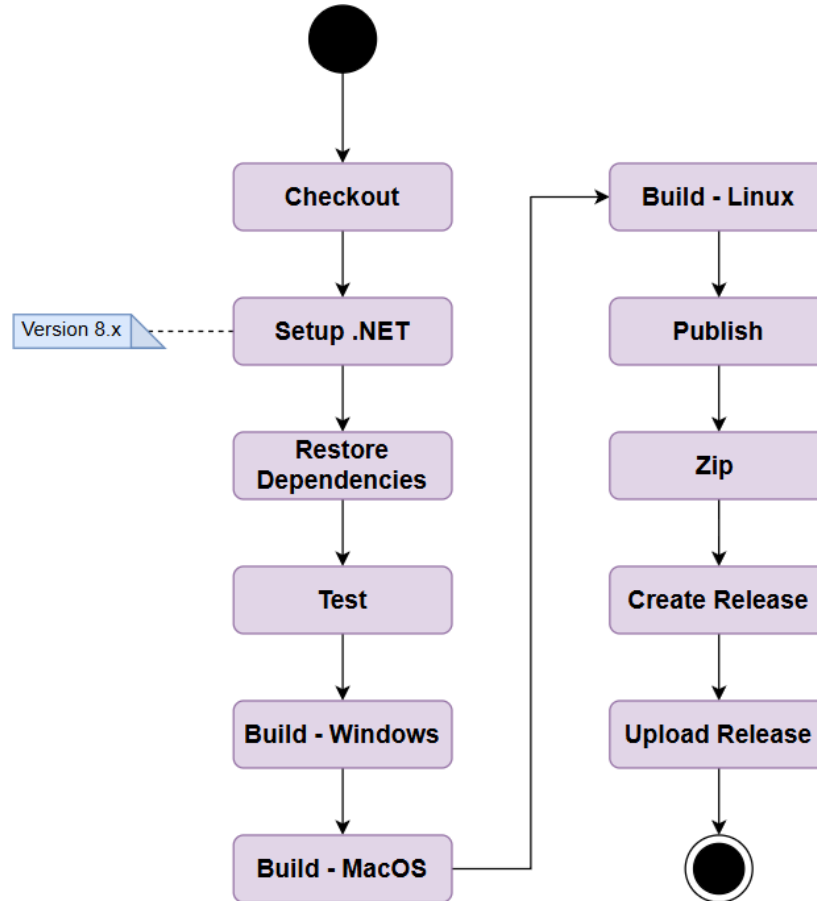 Checkout
Version 8.x
Setup .NET
Restore
Dependencies
Test
Build - Windows
Build - MacOS
Build - Linux
Publish
Zip
Create Release
Upload Release